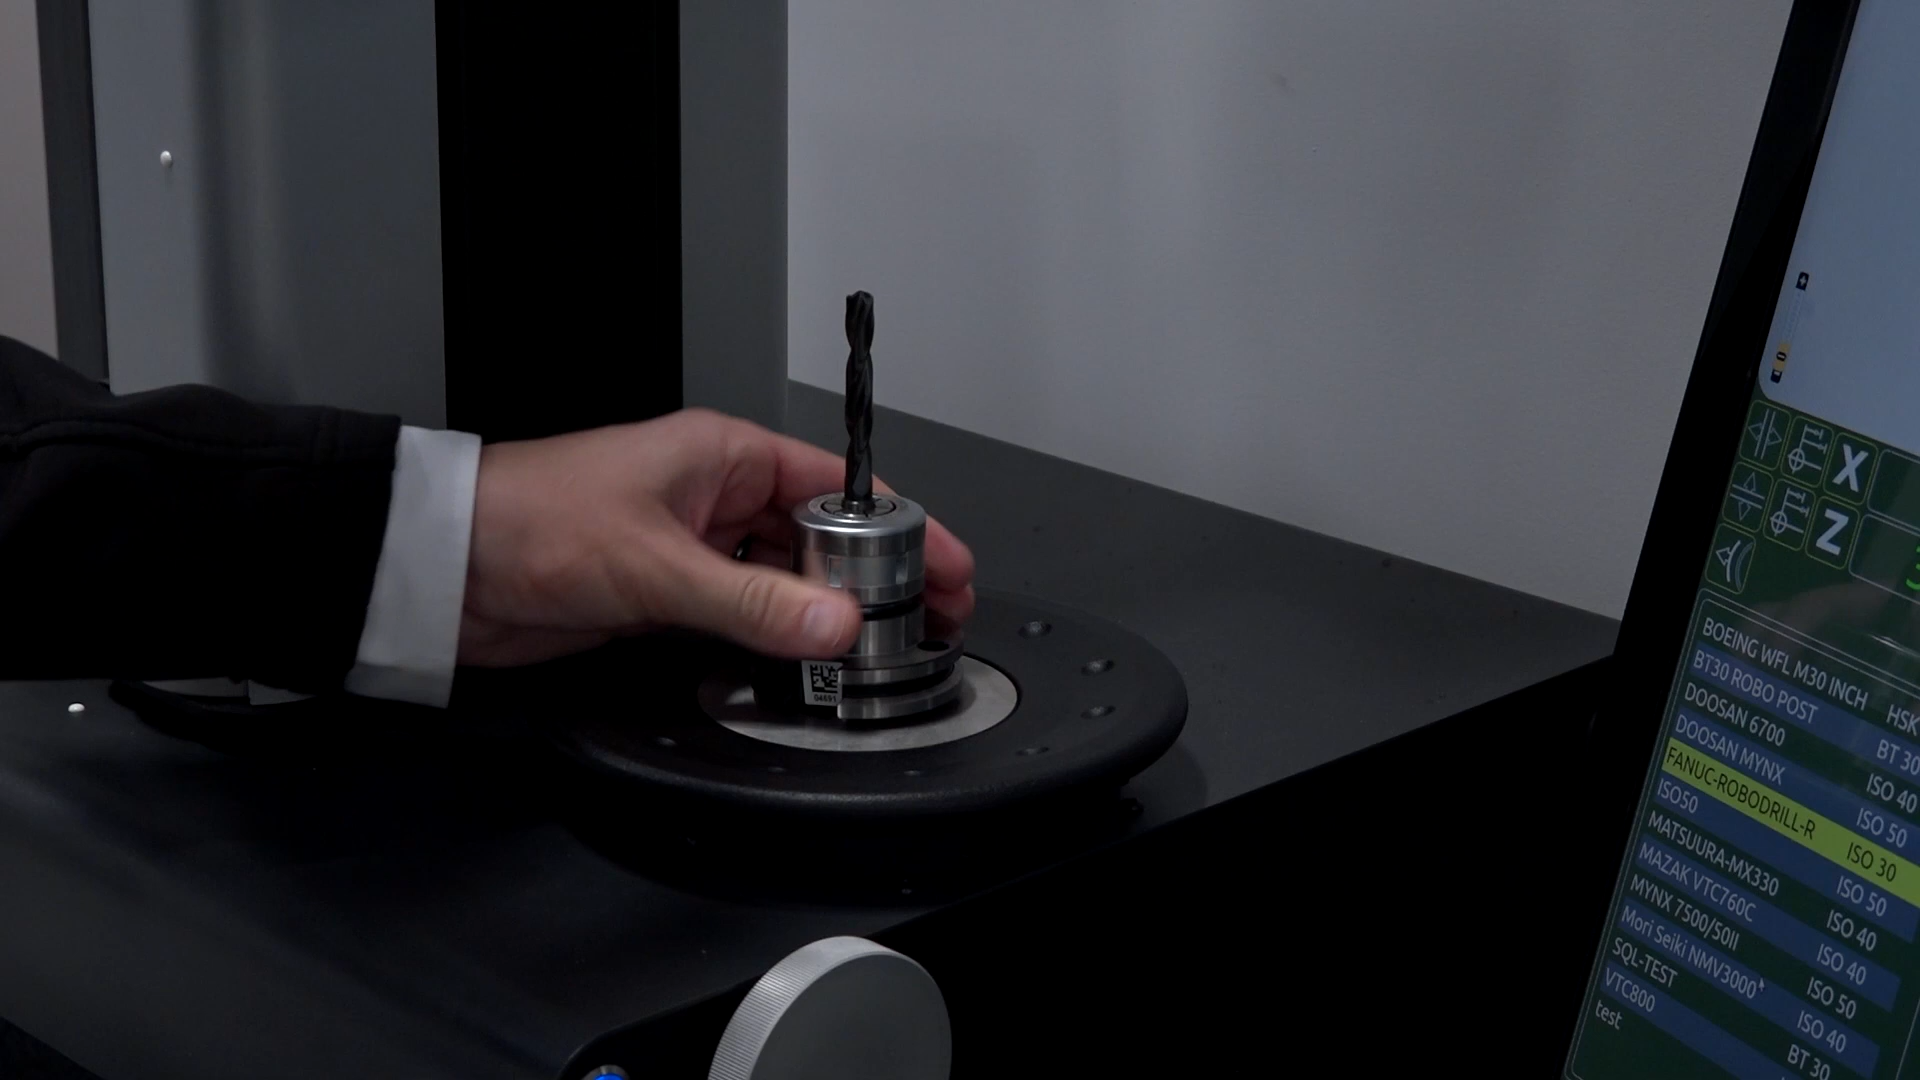 X
Z
3
BOEING WFL M30 INCH HSK
BT30 ROBO POST BT 30
DOOSAN 6700 ISO 40
DOOSAN MYNX ISO 50
FANUC-ROBODRILL-R ISO 30
ISO50 ISO 50
MATSUURA-MX330 ISO 40
MAZAK VTC760C ISO 40
MYNX 7500/50II ISO 50
Mori Seiki NMV3000 ISO 40
SQL-TEST BT 30
VTC800
test
04691